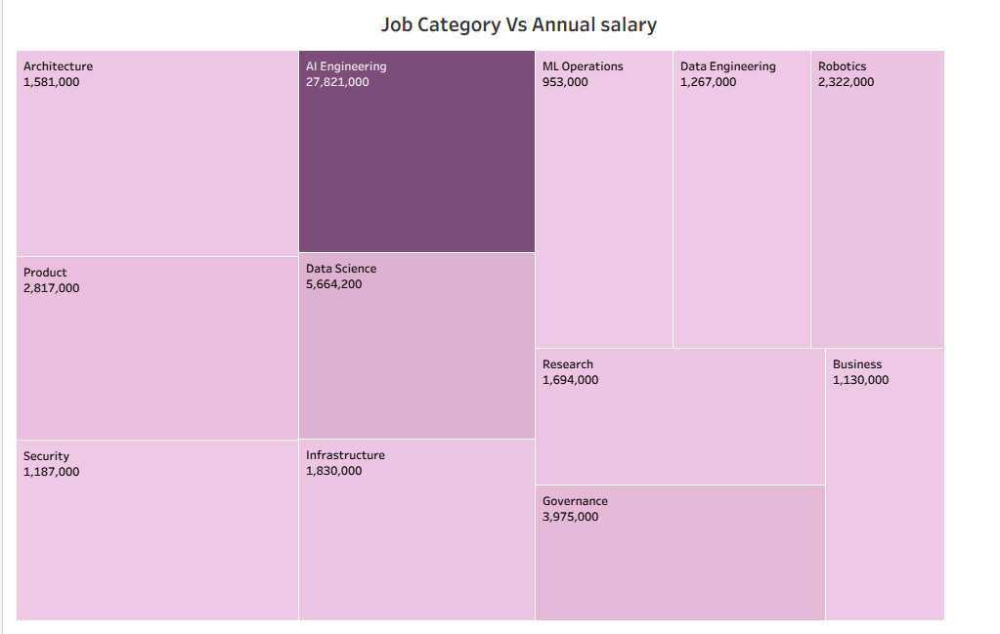 Job Category Vs Annual salary
Architecture
1,581,000
AI Engineering
27,821,000
ML Operations
953,000
Data Engineering
1,267,000
Robotics
2,322,000
Product
2,817,000
Data Science
5,664,200
Research
1,694,000
Business
1,130,000
Security
1,187,000
Infrastructure
1,830,000
Governance
3,975,000